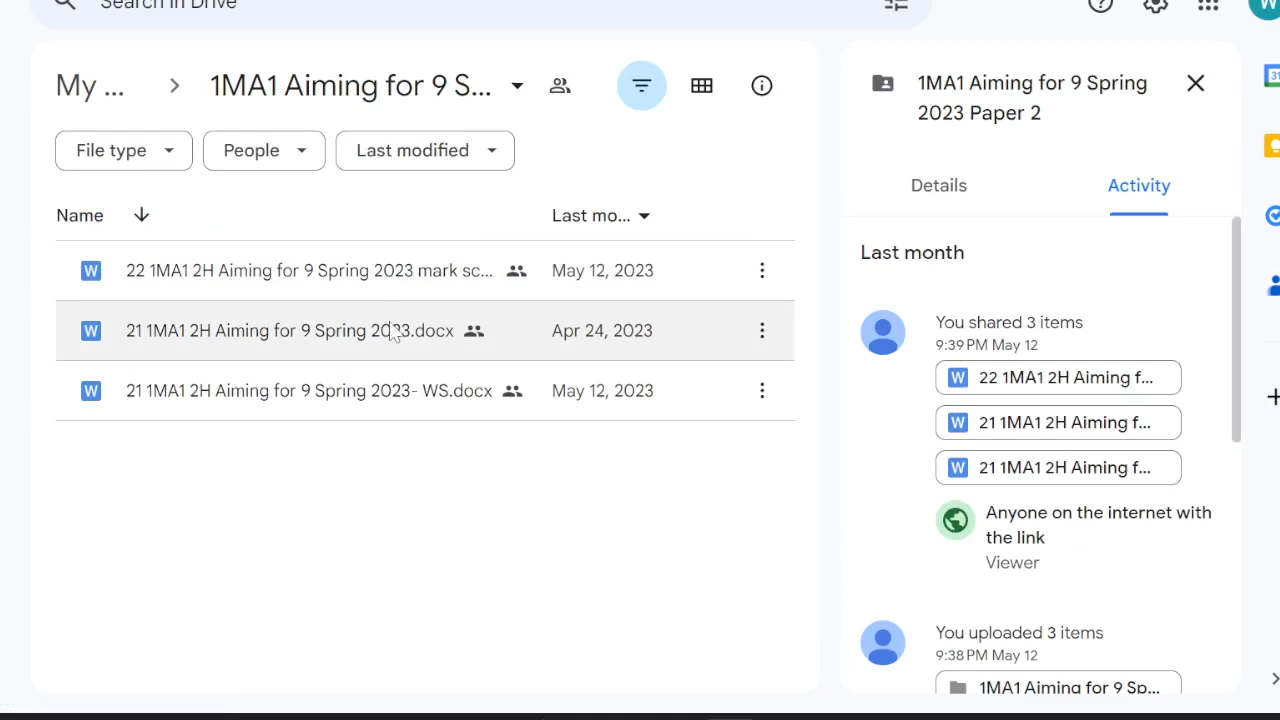 Search in Drive
W
My ...
1MA1 Aiming for 9 S...
File type
People
Last modified
Name
Last mo...
W 22 1MA1 2H Aiming for 9 Spring 2023 mark sc... May 12, 2023
W 21 1MA1 2H Aiming for 9 Spring 2023.docx Apr 24, 2023
W 21 1MA1 2H Aiming for 9 Spring 2023- WS.docx May 12, 2023
1MA1 Aiming for 9 Spring
2023 Paper 2
Details
Activity
Last month
You shared 3 items
9:39 PM May 12
W 22 1MA1 2H Aiming f...
W 21 1MA1 2H Aiming f...
W 21 1MA1 2H Aiming f...
Anyone on the internet with
the link
Viewer
You uploaded 3 items
9:38 PM May 12
1MA1 Aiming for 9 Sp...
31